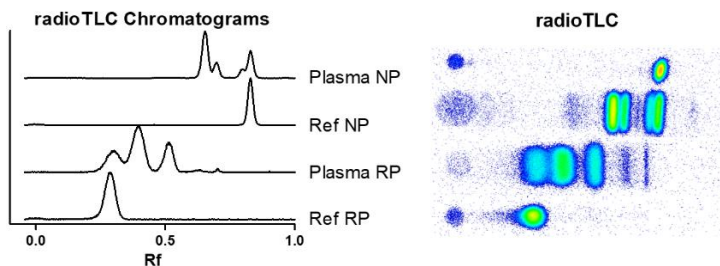 radioTLC Chromatograms
Plasma NP
Ref NP
Plasma RP
Ref RP
0.0 0.5 1.0
Rf
radioTLC